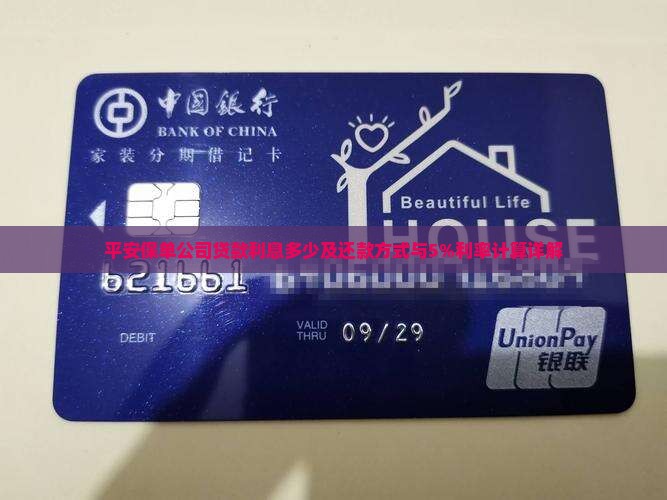 中国银行
BANK OF CHINA
家装分期借记卡
Beautiful Life
HOUSE
平安保单公司贷款利息多少及还款方式与5%利率计算详解
621661
DEBIT
VALID THRU 09/29
UnionPay
银联